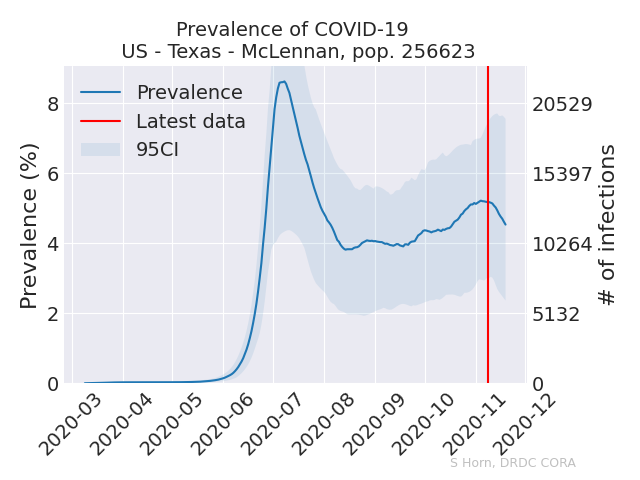 Prevalence of COVID-19
US - Texas - McLennan, pop. 256623
Prevalence
Latest data
95CI
Prevalence (%)
8
6
4
2
0
20529
15397
10264
5132
0
# of infections
2020-03
2020-04
2020-05
2020-06
2020-07
2020-08
2020-09
2020-10
2020-11
2020-12
S Horn, DRDC CORA